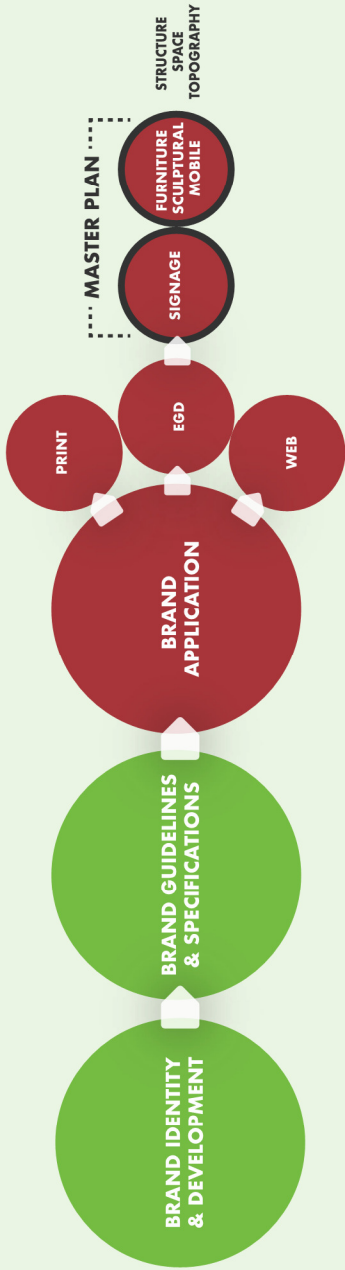 BRAND IDENTITY
& DEVELOPMENT
BRAND GUIDELINES
& SPECIFICATIONS
BRAND
APPLICATION
PRINT
EGD
WEB
MASTER PLAN
SIGNAGE
FURNITURE
SCULPTURAL
MOBILE
STRUCTURE
SPACE
TOPOGRAPHY